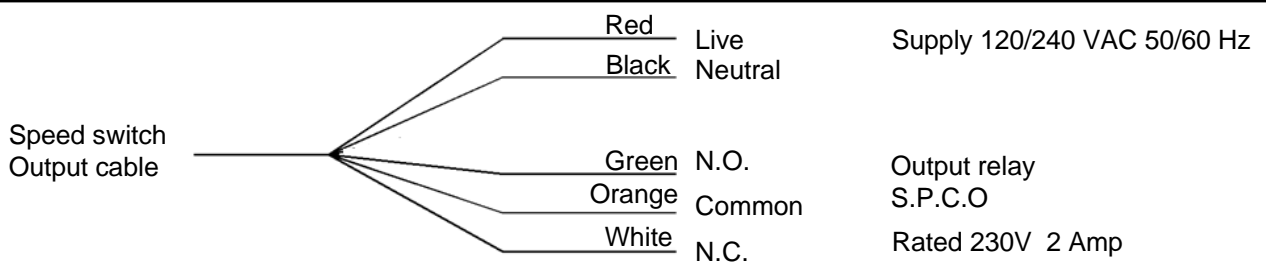 Red Live Supply 120/240 VAC 50/60 Hz
Black Neutral
Speed switch
Output cable
Green N.O. Output relay
Orange Common S.P.C.O
White N.C. Rated 230V 2 Amp